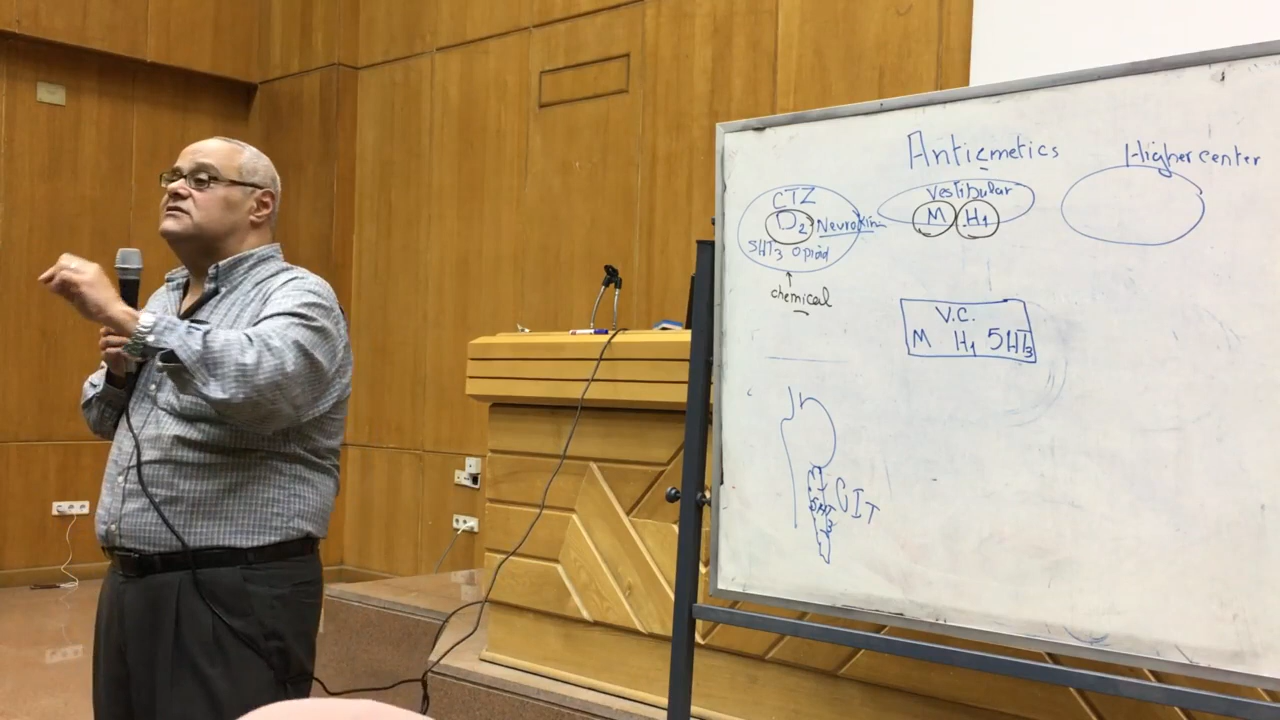 Antiemetics
Higher center
CTZ
D2 Neurokin
5HT3 opioid
chemical
Vestibular
M H1
V.C.
M H1 5HT3
GIT
5HT3